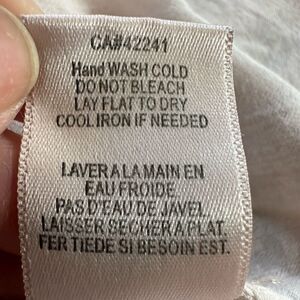 CA#42241
Hand WASH COLD
DO NOT BLEACH
LAY FLAT TO DRY
COOL IRON IF NEEDED
LAVER A LA MAIN EN
EAU FROIDE.
PAS D'EAU DE JAVEL.
LAISSER SECHER A PLAT.
FER TIEDE SI BESOIN EST.